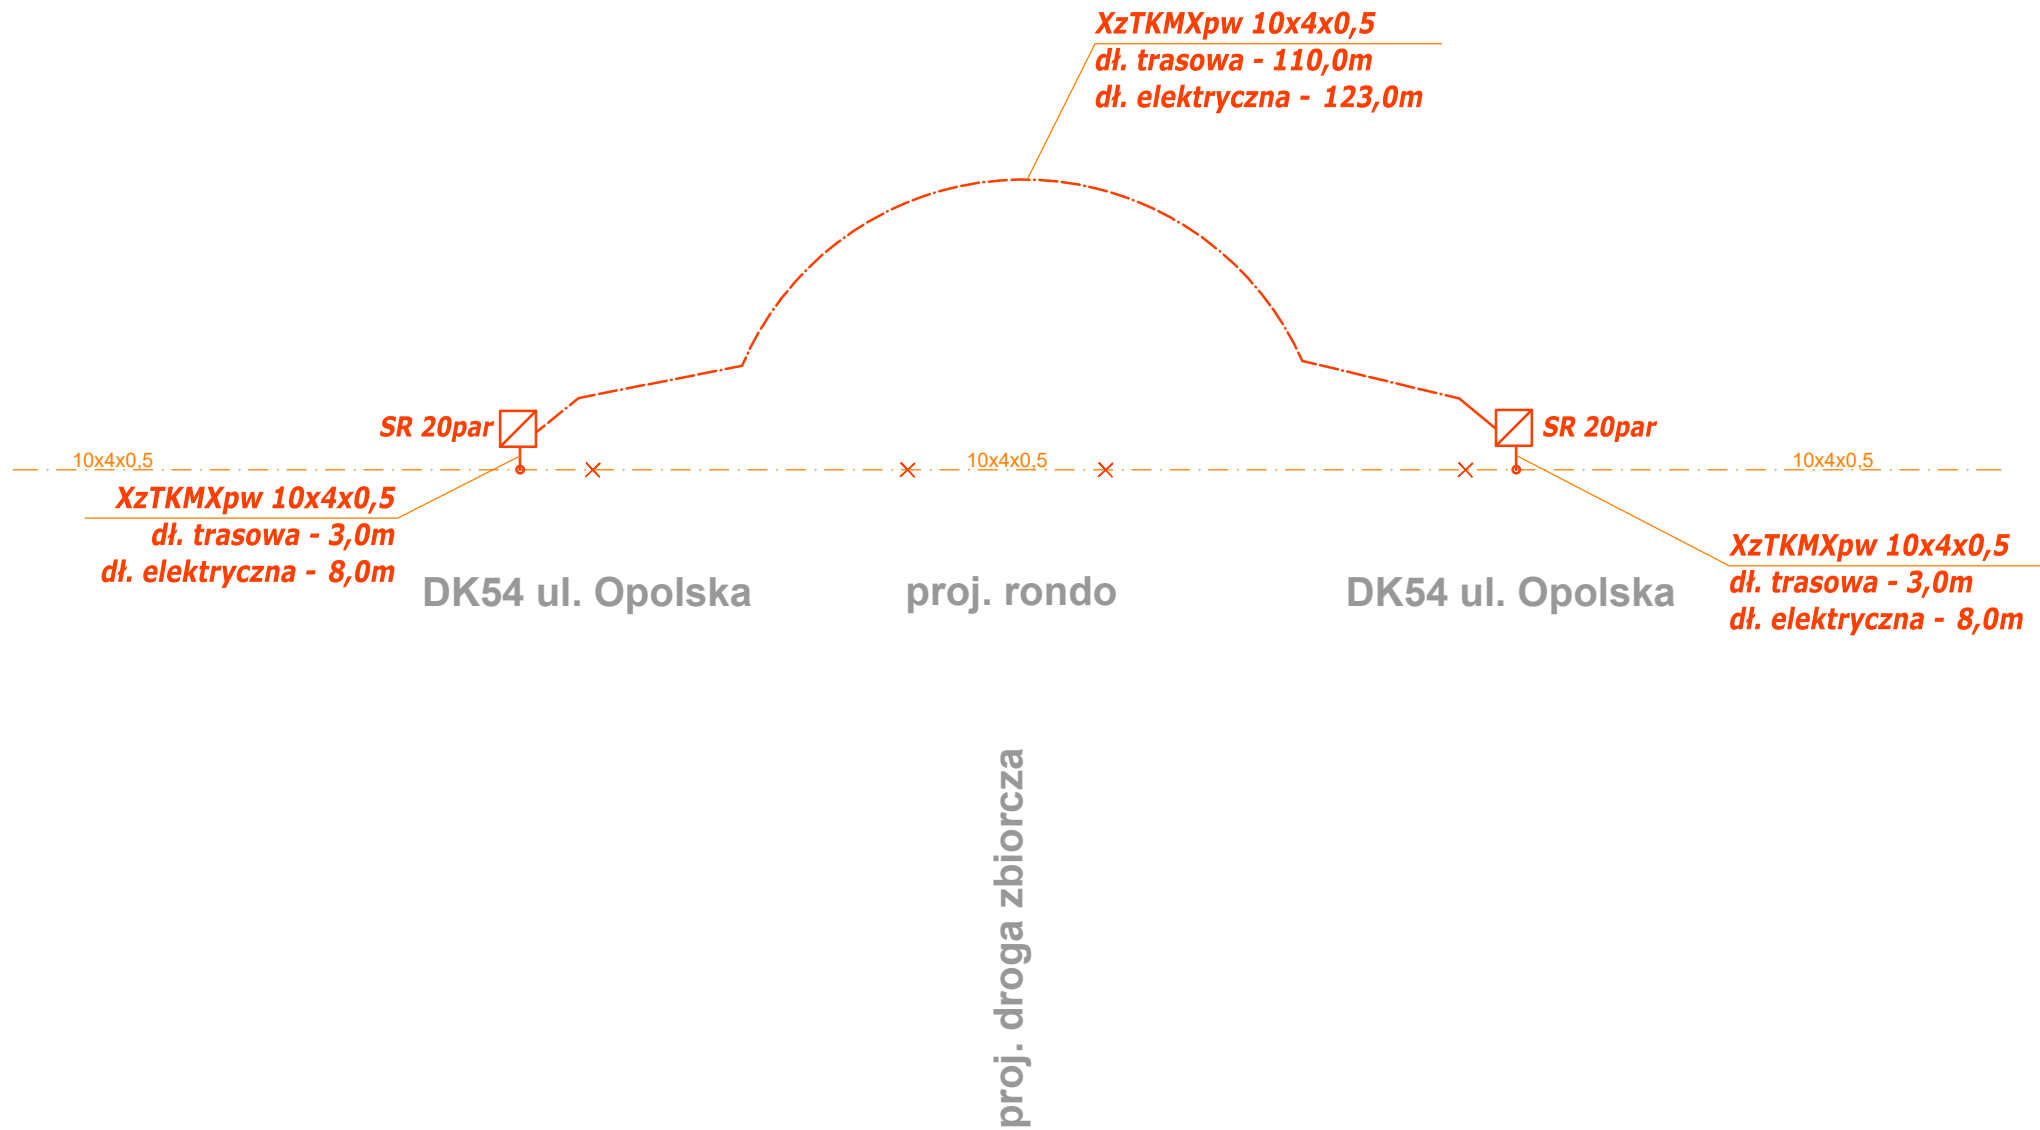 XzTKMXpw 10x4x0,5
dł. trasowa - 110,0m
dł. elektryczna - 123,0m
SR 20par
SR 20par
10x4x0,5
10x4x0,5
10x4x0,5
XzTKMXpw 10x4x0,5
dł. trasowa - 3,0m
dł. elektryczna - 8,0m
XzTKMXpw 10x4x0,5
dł. trasowa - 3,0m
dł. elektryczna - 8,0m
DK54 ul. Opolska
proj. rondo
DK54 ul. Opolska
proj. droga zbiorcza